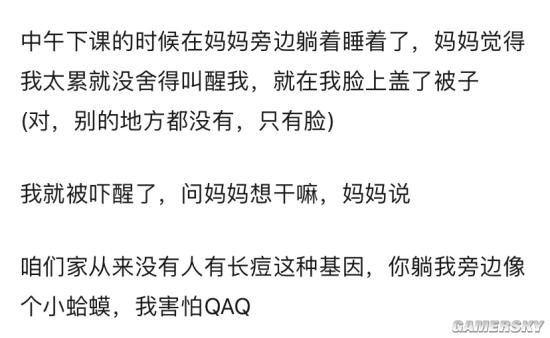 中午下课的时候在妈妈旁边躺着睡着了，妈妈觉得
我太累就没舍得叫醒我，就在我脸上盖了被子
(对，别的地方都没有，只有脸)
我就被吓醒了，问妈妈想干嘛，妈妈说
咱们家从来没有人有长痘这种基因，你躺我旁边像
个小蛤蟆，我害怕QAQ
GAMERSKY